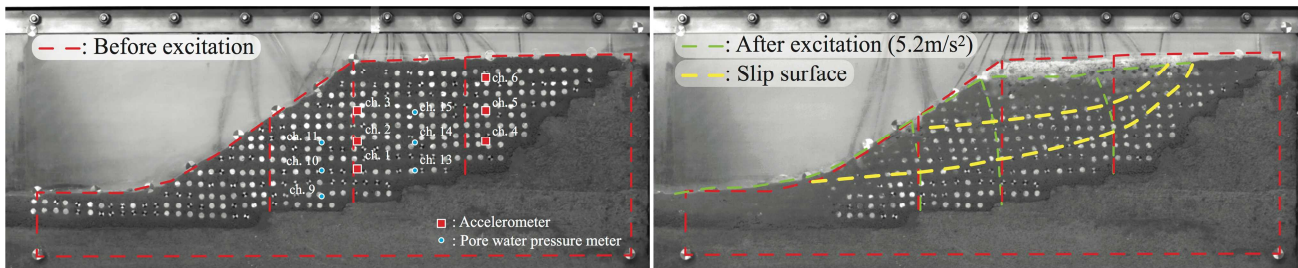 : Before excitation
ch. 6
ch. 3
ch. 15
ch. 5
ch. 11
ch. 2
ch. 14
ch. 4
ch. 10
ch. 1
ch. 13
ch. 9
: Accelerometer
: Pore water pressure meter
: After excitation (5.2m/s²)
: Slip surface